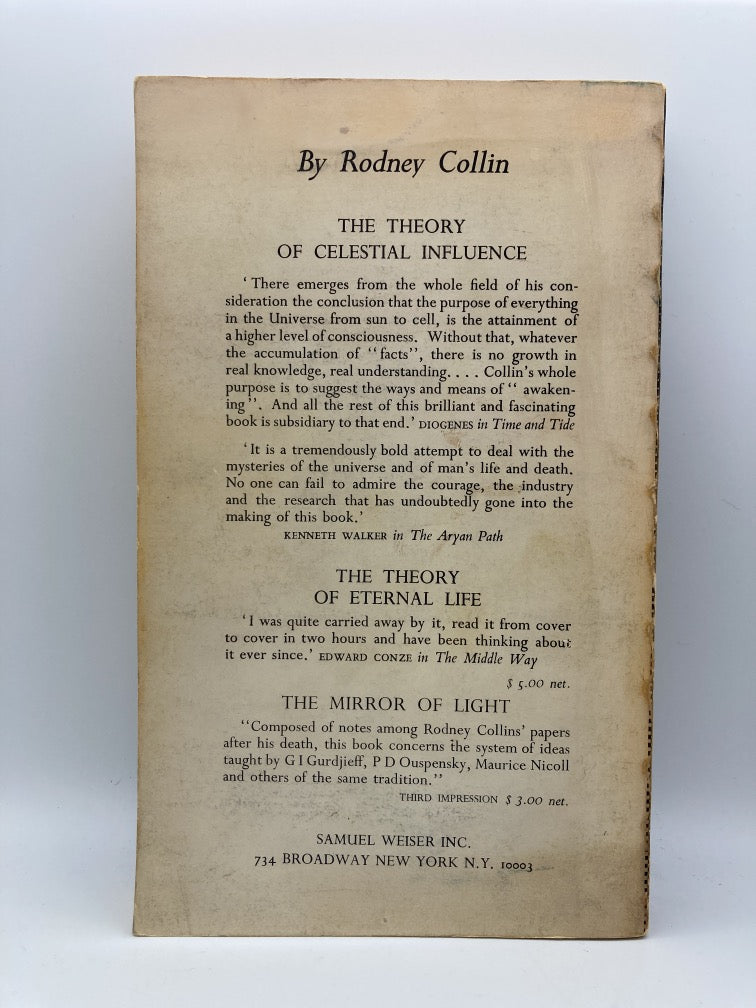 By Rodney Collin
THE THEORY
OF CELESTIAL INFLUENCE
‘There emerges from the whole field of his con-
sideration the conclusion that the purpose of everything
in the Universe from sun to cell, is the attainment of
a higher level of consciousness. Without that, whatever
the accumulation of “facts”, there is no growth in
real knowledge, real understanding. . . . Collin’s whole
purpose is to suggest the ways and means of “ awaken-
ing”. And all the rest of this brilliant and fascinating
book is subsidiary to that end.’ DIOGENES in Time and Tide
‘It is a tremendously bold attempt to deal with the
mysteries of the universe and of man’s life and death.
No one can fail to admire the courage, the industry
and the research that has undoubtedly gone into the
making of this book.’
KENNETH WALKER in The Aryan Path
THE THEORY
OF ETERNAL LIFE
‘I was quite carried away by it, read it from cover
to cover in two hours and have been thinking about
it ever since.’ EDWARD CONZE in The Middle Way
$ 5.00 net.
THE MIRROR OF LIGHT
“Composed of notes among Rodney Collins’ papers
after his death, this book concerns the system of ideas
taught by G I Gurdjieff, P D Ouspensky, Maurice Nicoll
and others of the same tradition.”
THIRD IMPRESSION $ 3.00 net.
SAMUEL WEISER INC.
734 BROADWAY NEW YORK N.Y. 10003